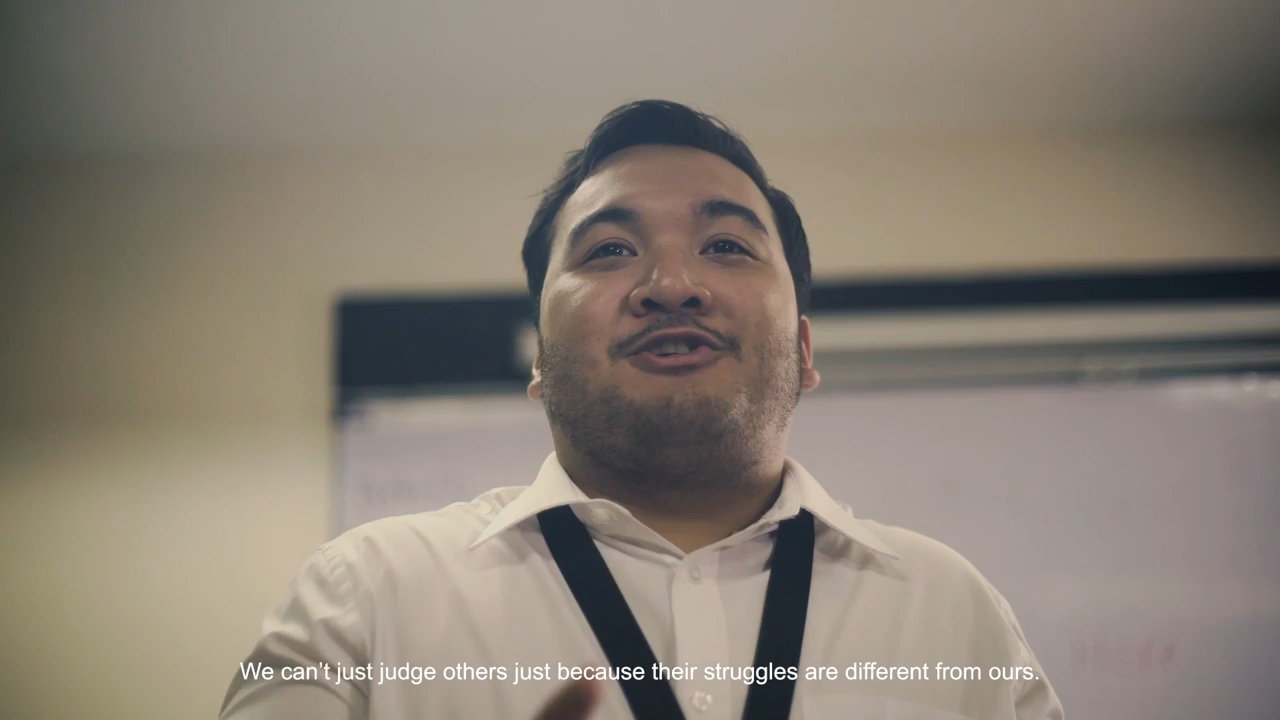 We can’t just judge others just because their struggles are different from ours.